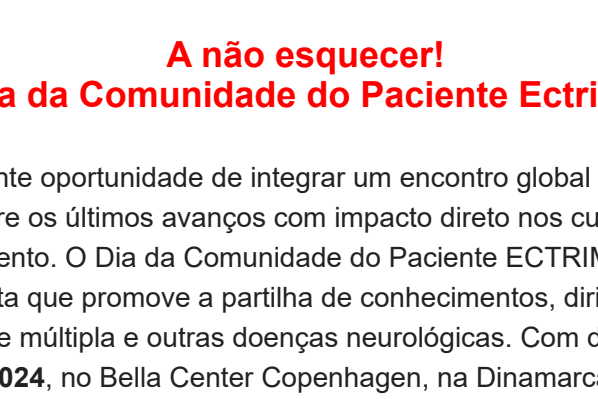 A não esquecer!
a da Comunidade do Paciente Ectri
nte oportunidade de integrar um encontro global
re os últimos avanços com impacto direto nos cu
ento. O Dia da Comunidade do Paciente ECTRIM
ta que promove a partilha de conhecimentos, diri
e múltipla e outras doenças neurológicas. Com d
024, no Bella Center Copenhagen, na Dinamarca